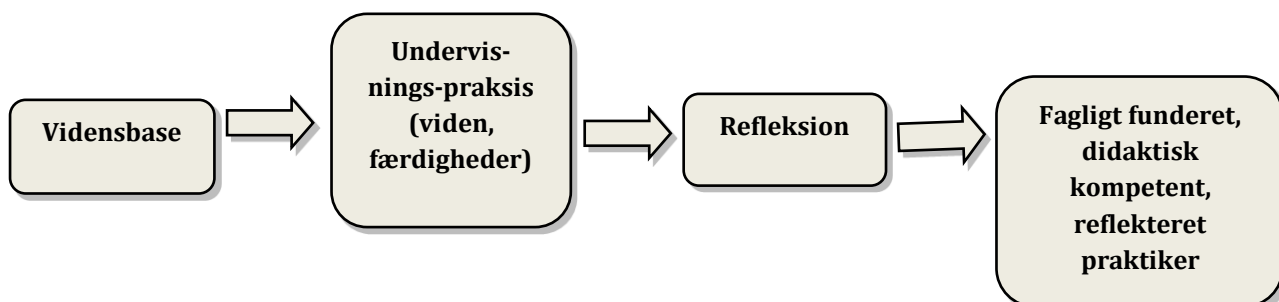 Vidensbase
Undervis-
nings-praksis
(viden,
færdigheder)
Refleksion
Fagligt funderet,
didaktisk
kompetent,
reflekteret
praktiker